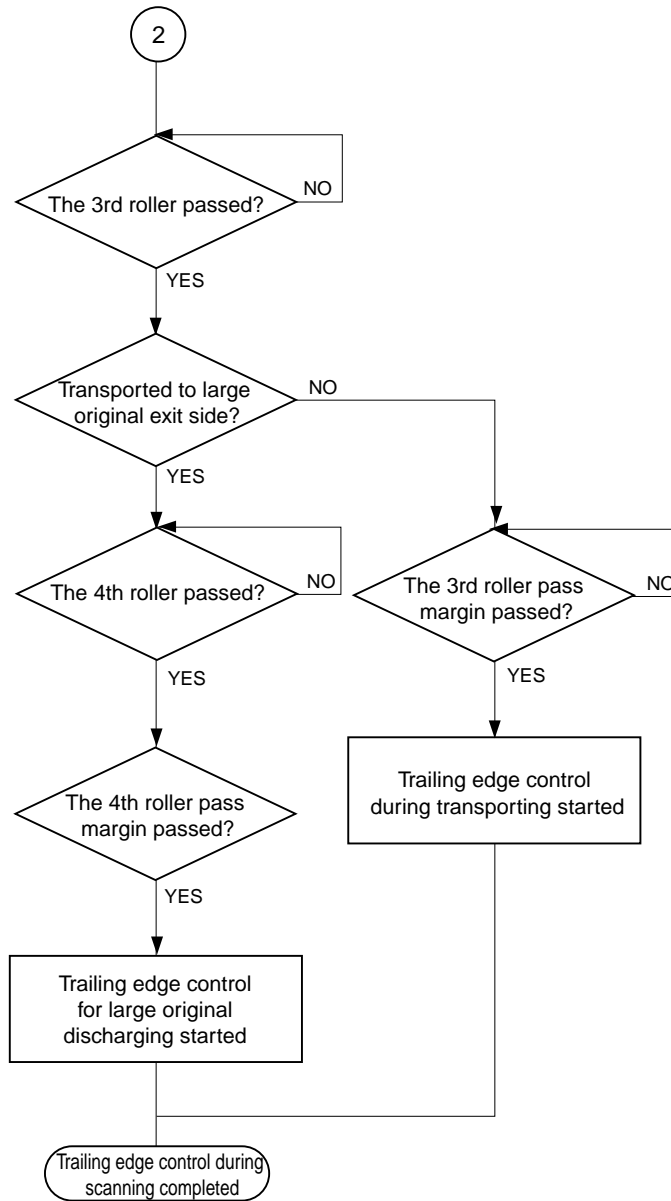 2
The 3rd roller passed?
NO
YES
Transported to large
original exit side?
NO
YES
The 4th roller passed?
NO
YES
The 3rd roller pass
margin passed?
NO
YES
The 4th roller pass
margin passed?
YES
Trailing edge control
during transporting started
Trailing edge control
for large original
discharging started
Trailing edge control during
scanning completed